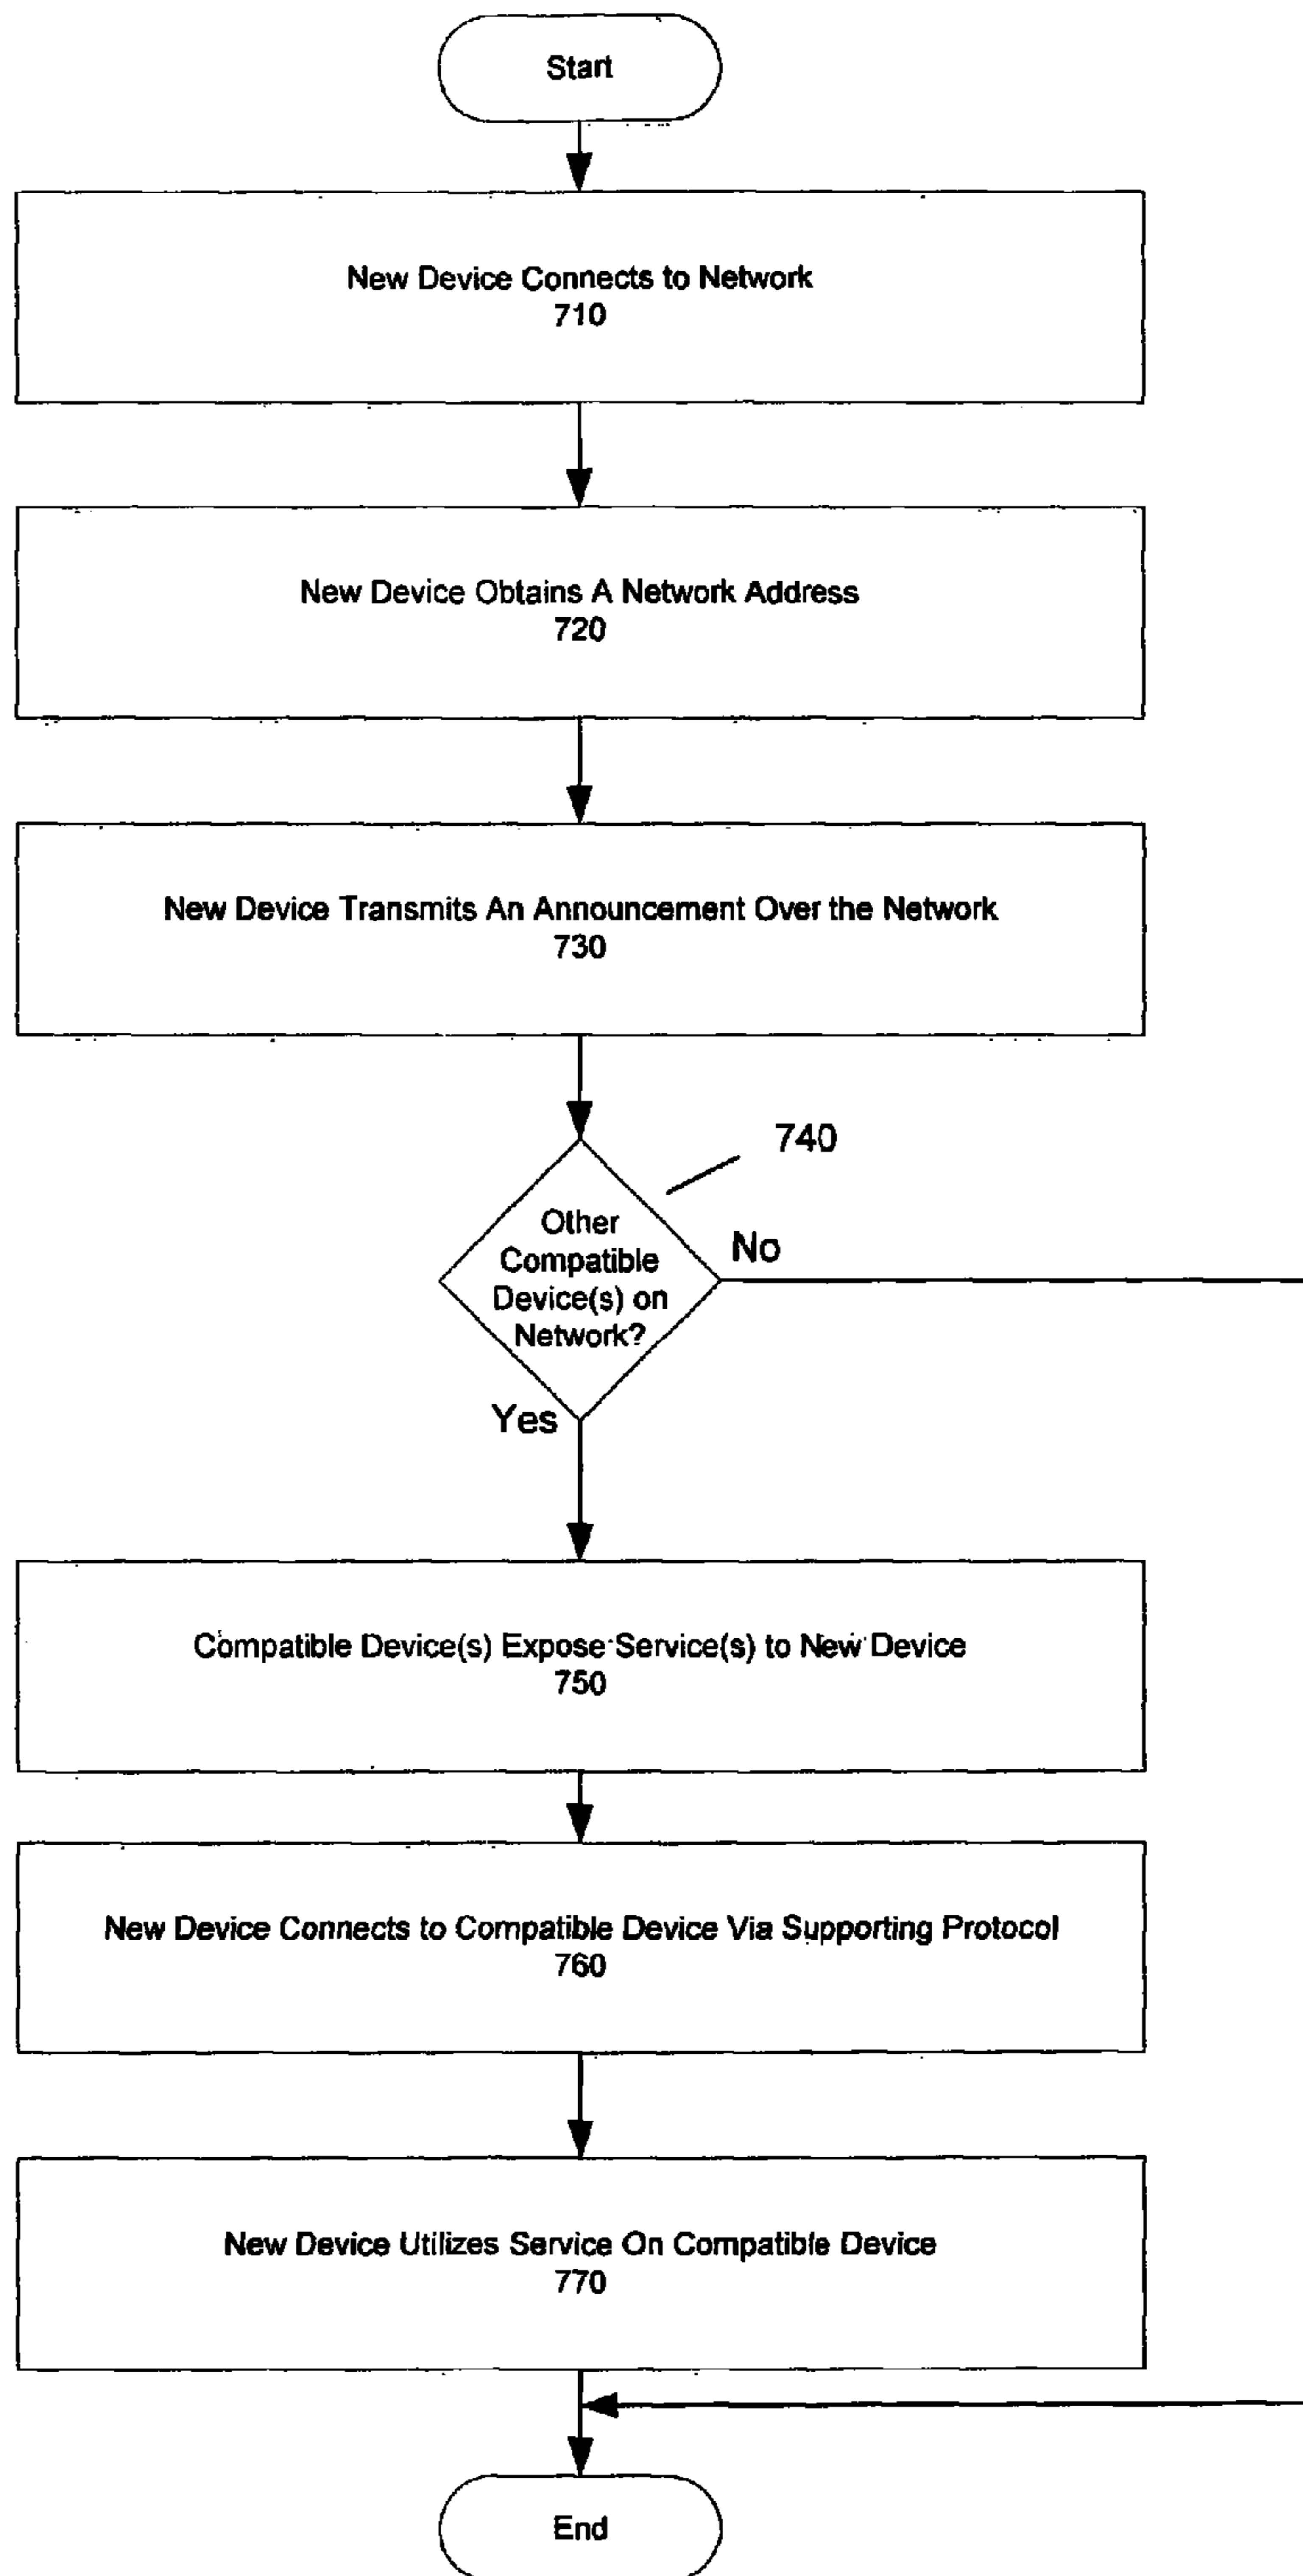 Start
New Device Connects to Network
710
New Device Obtains A Network Address
720
New Device Transmits An Announcement Over the Network
730
740
Other
Compatible
Device(s) on
Network?
No
Yes
Compatible Device(s) Expose Service(s) to New Device
750
New Device Connects to Compatible Device Via Supporting Protocol
760
New Device Utilizes Service On Compatible Device
770
End